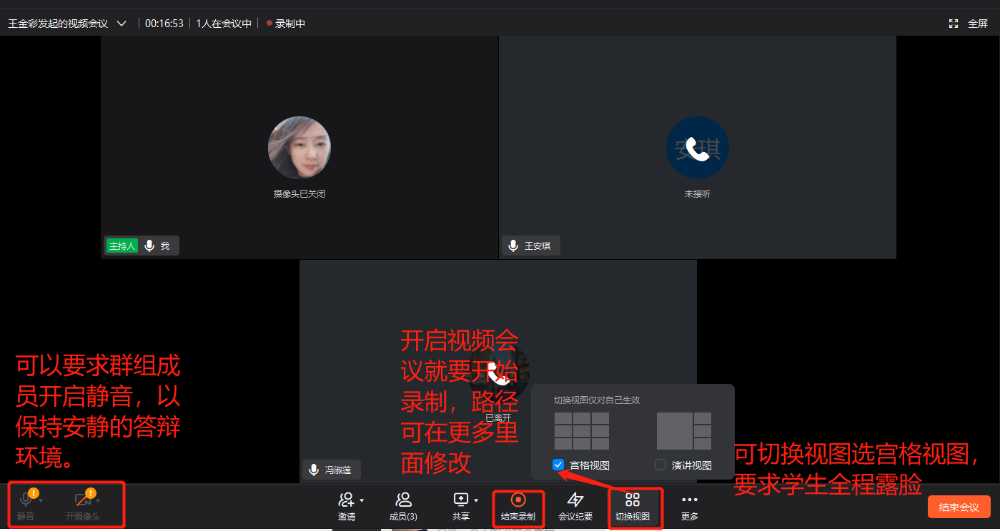 王金彩发起的视频会议
00:16:53
1人在会议中
录制中
全屏
摄像头已关闭
安琪
未接听
主持人
我
王安琪
可以要求群组成
员开启静音，以
保持安静的答辩
环境。
开启视频会
议就要开始
录制，路径
可在更多里
面修改
已离开
冯淑莲
切换视图仅对自己生效
宫格视图
演讲视图
可切换视图选宫格视图，
要求学生全程露脸
静音
开摄像头
邀请
成员(3)
共享
结束录制
会议纪要
切换视图
更多
结束会议